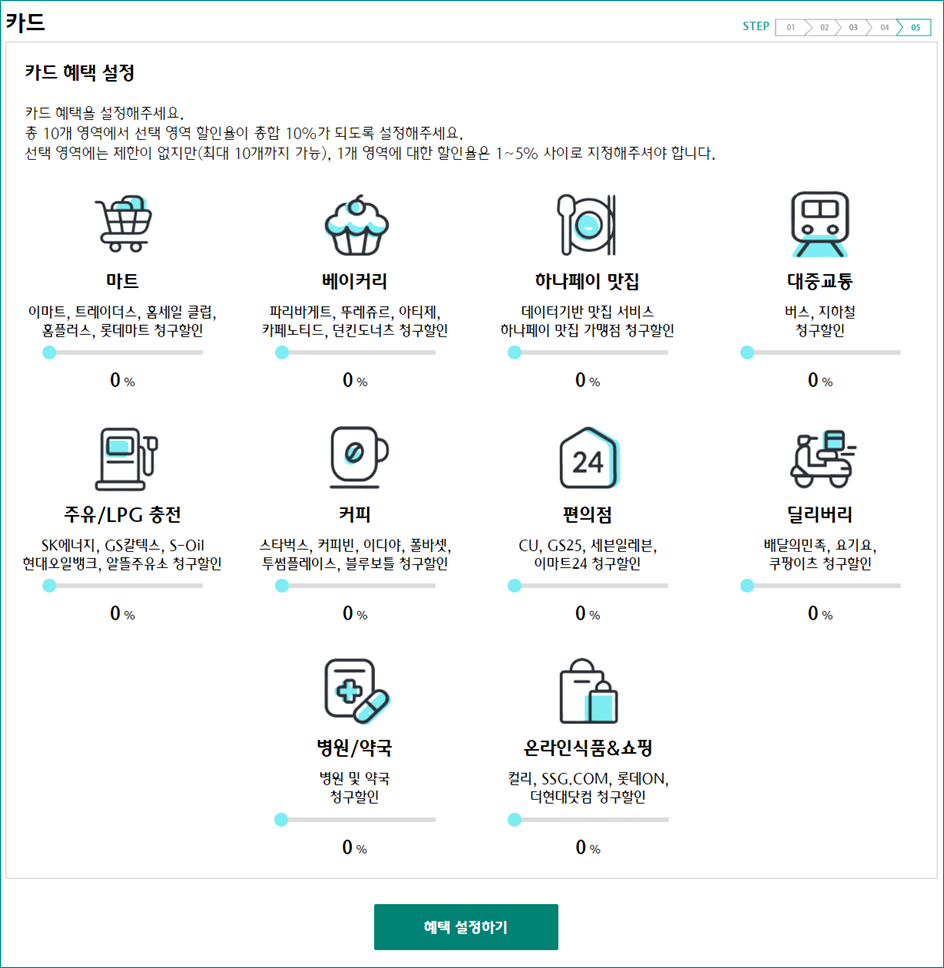 카드
STEP 01 02 03 04 05
카드 혜택 설정
카드 혜택을 설정해주세요.
총 10개 영역에서 선택 영역 할인율이 종합 10%가 되도록 설정해주세요.
선택 영역에는 제한이 없지만(최대 10개까지 가능), 1개 영역에 대한 할인율은 1~5% 사이로 지정해주셔야 합니다.
마트
이마트, 트레이더스, 홈세일 클럽,
홈플러스, 롯데마트 청구할인
0 %
베이커리
파리바게트, 뚜레쥬르, 아티제,
카페노티드, 던킨도너츠 청구할인
0 %
하나페이 맛집
데이터기반 맛집 서비스
하나페이 맛집 가맹점 청구할인
0 %
대중교통
버스, 지하철
청구할인
0 %
주유/LPG 충전
SK에너지, GS칼텍스, S-Oil
현대오일뱅크, 알뜰주유소 청구할인
0 %
커피
스타벅스, 커피빈, 이디야, 폴바셋,
투썸플레이스, 블루보틀 청구할인
0 %
24
편의점
CU, GS25, 세븐일레븐,
이마트24 청구할인
0 %
딜리버리
배달의민족, 요기요,
쿠팡이츠 청구할인
0 %
병원/약국
병원 및 약국
청구할인
0 %
온라인식품&쇼핑
컬리, SSG.COM, 롯데ON,
더현대닷컴 청구할인
0 %
혜택 설정하기